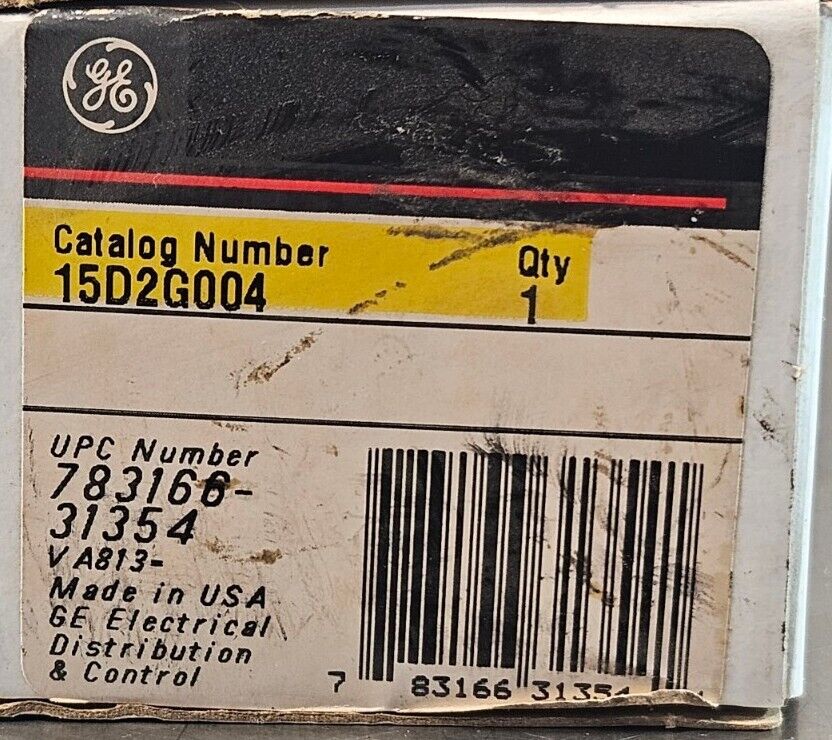 GE
Catalog Number Qty
15D2G004 1
UPC Number
783166-
31354
VA813-
Made in USA
GE Electrical
Distribution
& Control
7 83166 31354